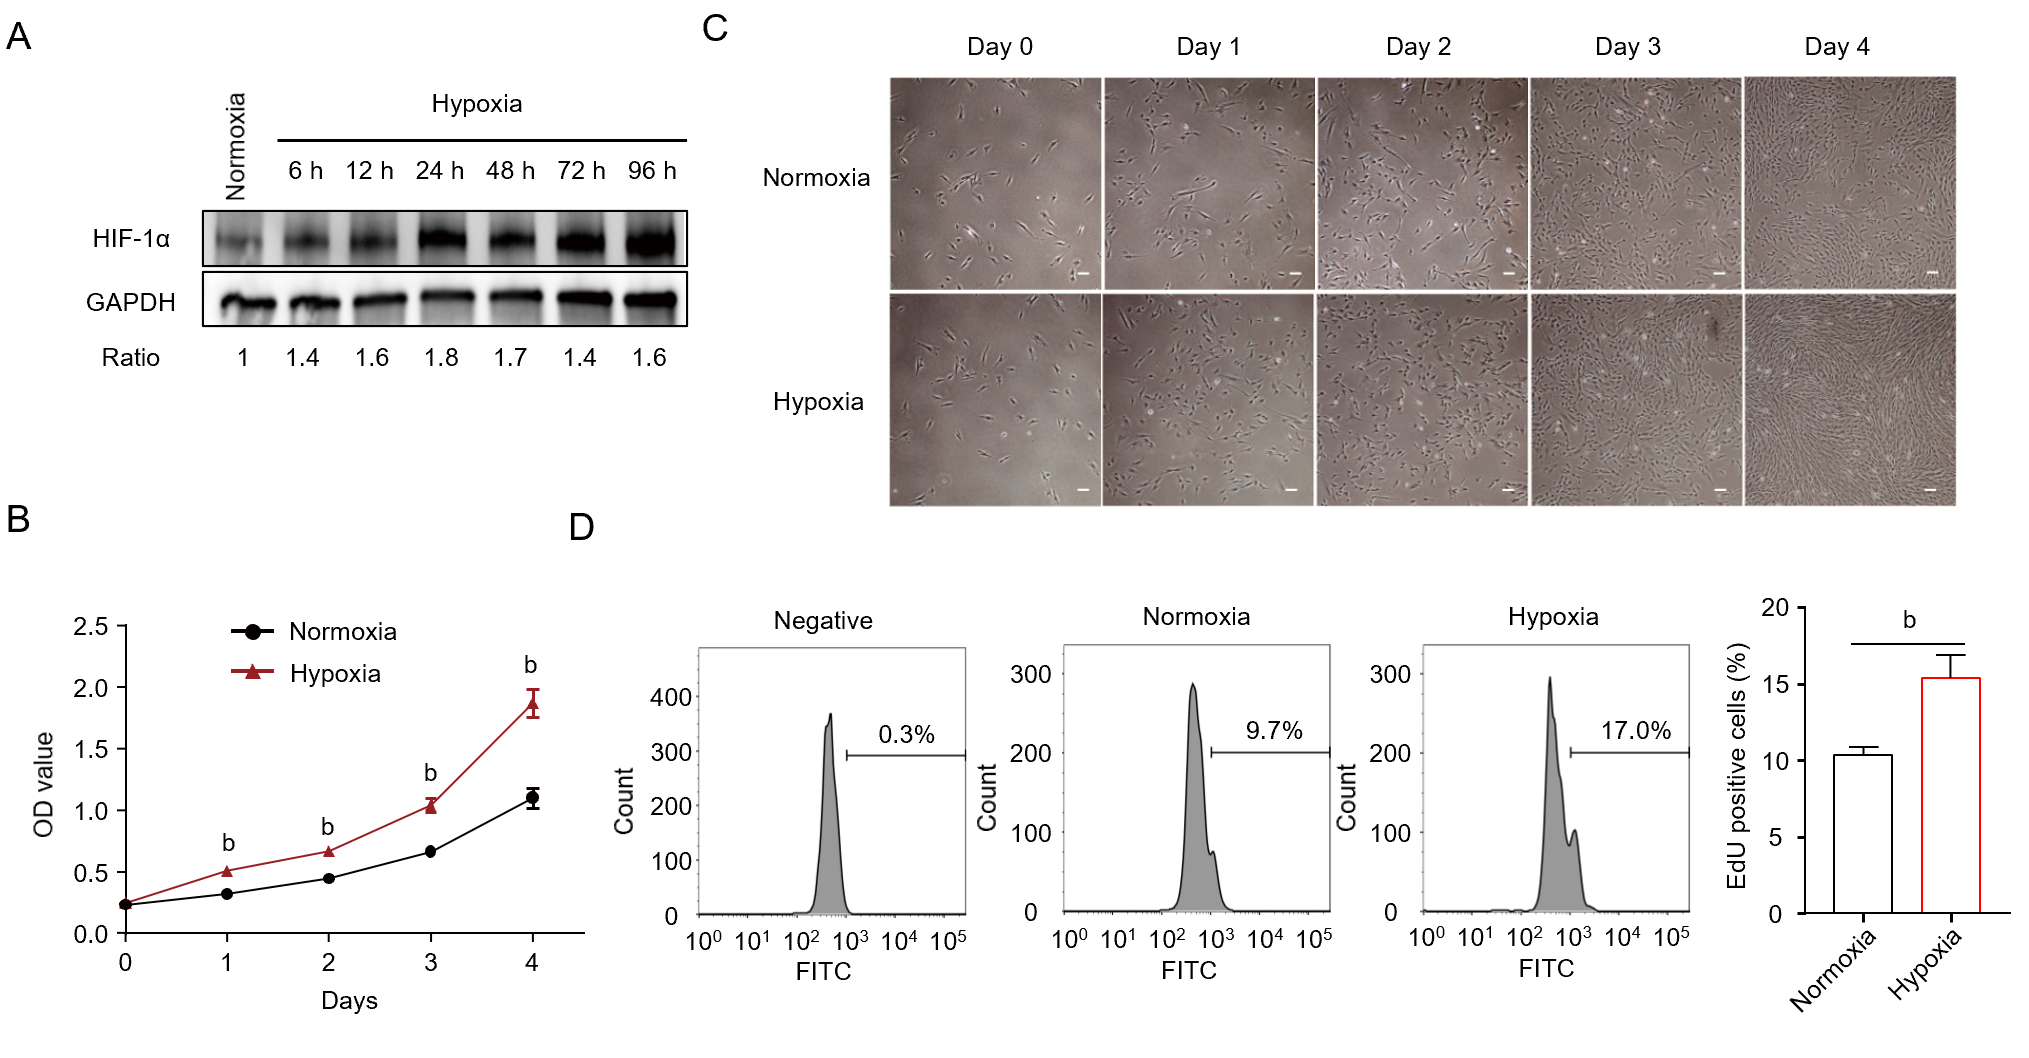 A
Normoxia
Hypoxia
6 h 12 h 24 h 48 h 72 h 96 h
HIF-1α
GAPDH
Ratio 1 1.4 1.6 1.8 1.7 1.4 1.6
C
Day 0 Day 1 Day 2 Day 3 Day 4
Normoxia
Hypoxia
B
Normoxia
Hypoxia
2.5
2.0
1.5
1.0
0.5
0.0
OD value
b b b b
0 1 2 3 4
Days
D
Negative
400
300
200
100
0
Count
0.3%
10⁰ 10¹ 10² 10³ 10⁴ 10⁵
FITC
Normoxia
300
200
100
0
Count
9.7%
10⁰ 10¹ 10² 10³ 10⁴ 10⁵
FITC
Hypoxia
300
200
100
0
Count
17.0%
10⁰ 10¹ 10² 10³ 10⁴ 10⁵
FITC
20
15
10
5
0
EdU positive cells (%)
b
Normoxia
Hypoxia